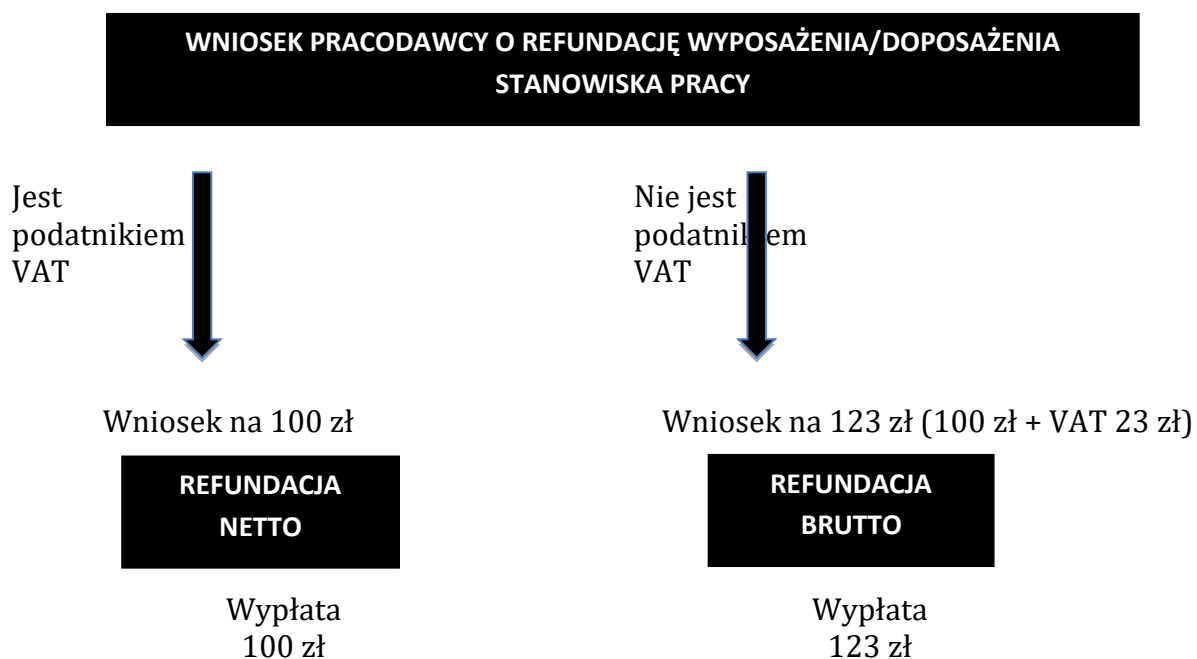 WNIOSEK PRACODAWCY O REFUNDACJĘ WYPOSAŻENIA/DOPOSAŻENIA
STANOWISKA PRACY
Jest
podatnikiem
VAT
Nie jest
podatnikiem
VAT
Wniosek na 100 zł
Wniosek na 123 zł (100 zł + VAT 23 zł)
REFUNDACJA
NETTO
REFUNDACJA
BRUTTO
Wypłata
100 zł
Wypłata
123 zł